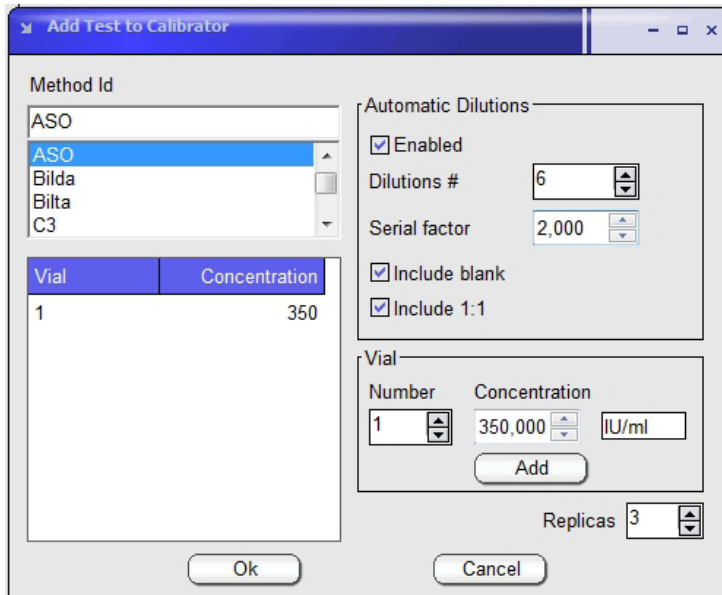 Add Test to Calibrator
Method Id
ASO
ASO
Bilda
Bilta
C3
Vial Concentration
1 350
Automatic Dilutions
Enabled
Dilutions # 6
Serial factor 2,000
Include blank
Include 1:1
Vial
Number Concentration
1 350,000 IU/ml
Add
Replicas 3
Ok Cancel